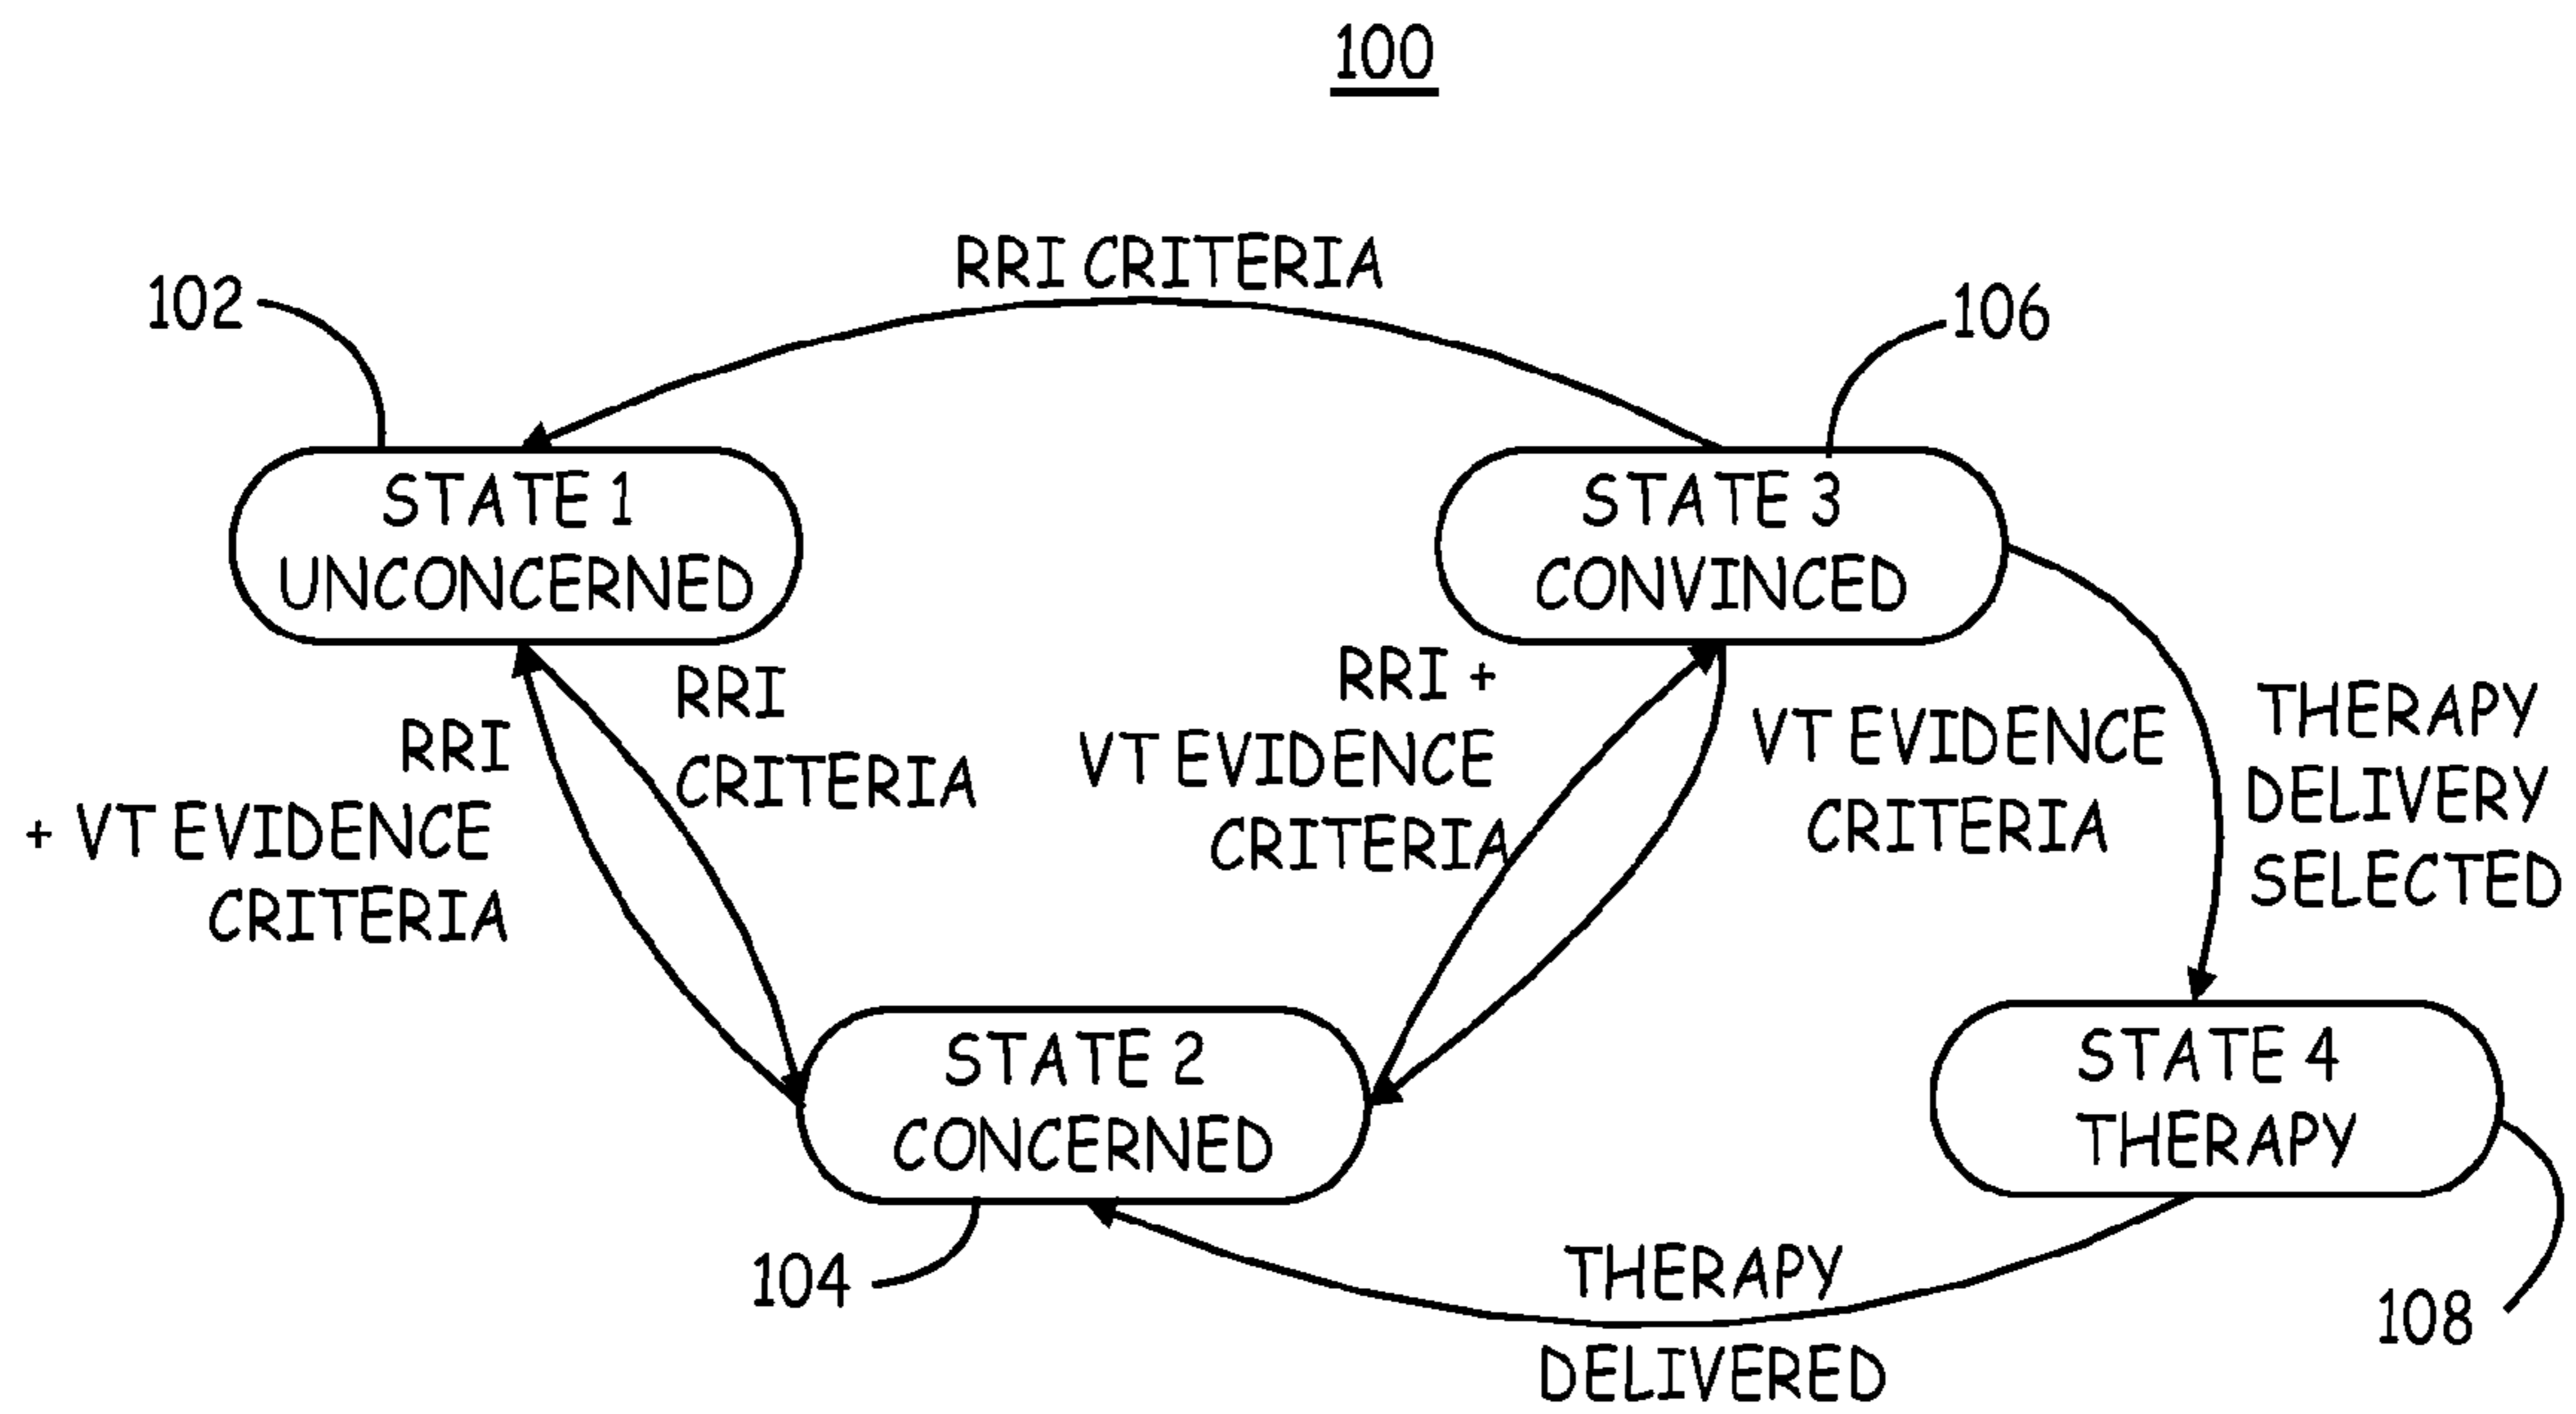 100
RRI CRITERIA
102
106
STATE 1
UNCONCERNED
STATE 3
CONVINCED
RRI
+ VT EVIDENCE
CRITERIA
RRI
CRITERIA
RRI +
VT EVIDENCE
CRITERIA
VT EVIDENCE
CRITERIA
THERAPY
DELIVERY
SELECTED
STATE 2
CONCERNED
STATE 4
THERAPY
104
THERAPY
DELIVERED
108